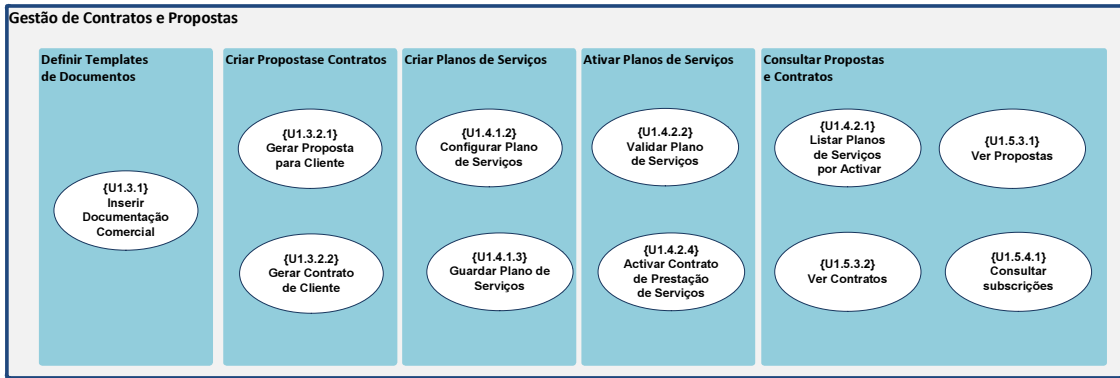 Gestão de Contratos e Propostas
Definir Templates
de Documentos
{U1.3.1}
Inserir
Documentação
Comercial
Criar Propostase Contratos
{U1.3.2.1}
Gerar Proposta
para Cliente
{U1.3.2.2}
Gerar Contrato
de Cliente
Criar Planos de Serviços
{U1.4.1.2}
Configurar Plano
de Serviços
{U1.4.1.3}
Guardar Plano de
Serviços
Ativar Planos de Serviços
{U1.4.2.2}
Validar Plano
de Serviços
{U1.4.2.4}
Activar Contrato
de Prestação
de Serviços
Consultar Propostas
e Contratos
{U1.4.2.1}
Listar Planos
de Serviços
por Activar
{U1.5.3.1}
Ver Propostas
{U1.5.3.2}
Ver Contratos
{U1.5.4.1}
Consultar
subscrições